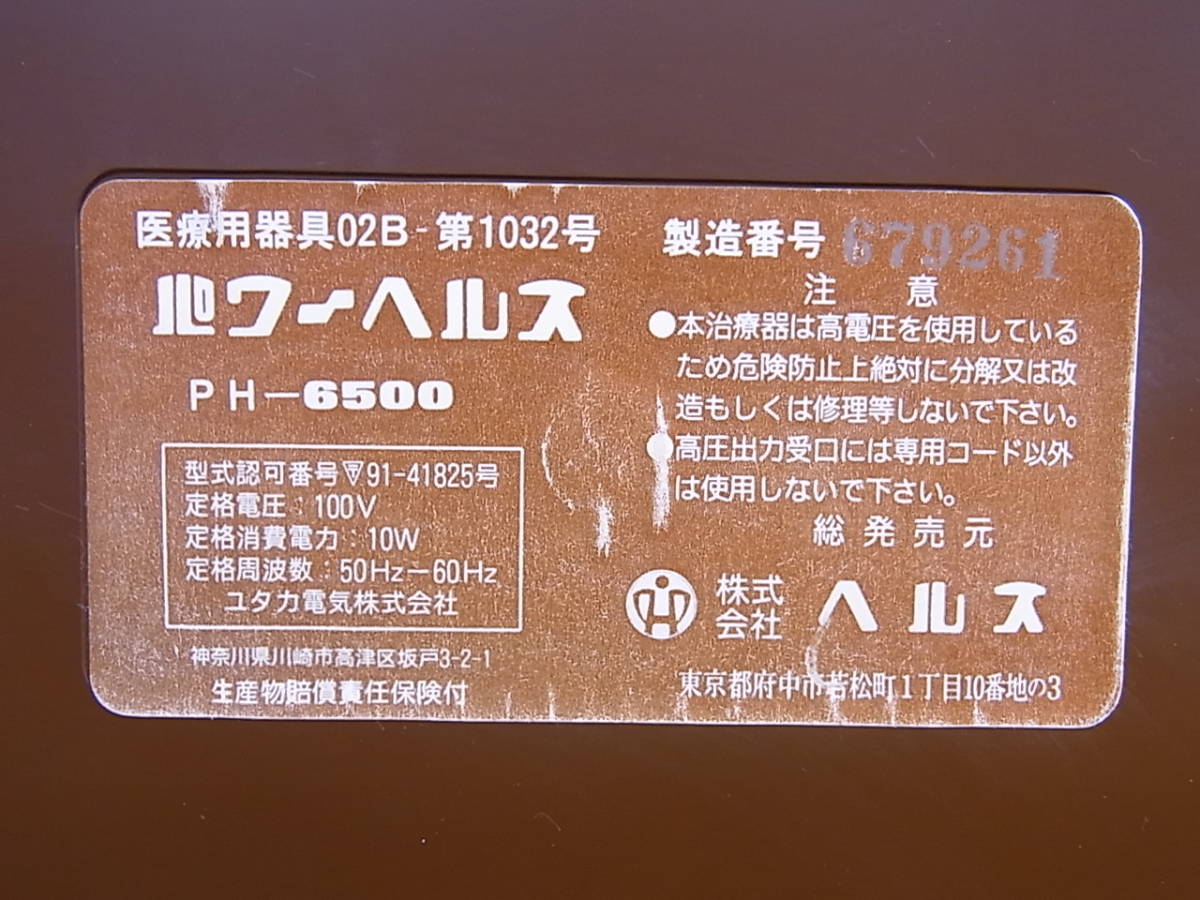 医療用器具02B-第1032号
パワーヘルス
PH-6500
型式認可番号 91-41825号
定格電圧:100V
定格消費電力:10W
定格周波数:50Hz-60Hz
ユタカ電気株式会社
神奈川県川崎市高津区坂戸3-2-1
生産物賠償責任保険付
製造番号 679261
注意
●本治療器は高電圧を使用している
ため危険防止上絶対に分解又は改
造もしくは修理等しないで下さい。
●高圧出力受口には専用コード以外
は使用しないで下さい。
総発売元
株式会社 ヘルス
東京都府中市若松町1丁目10番地の3